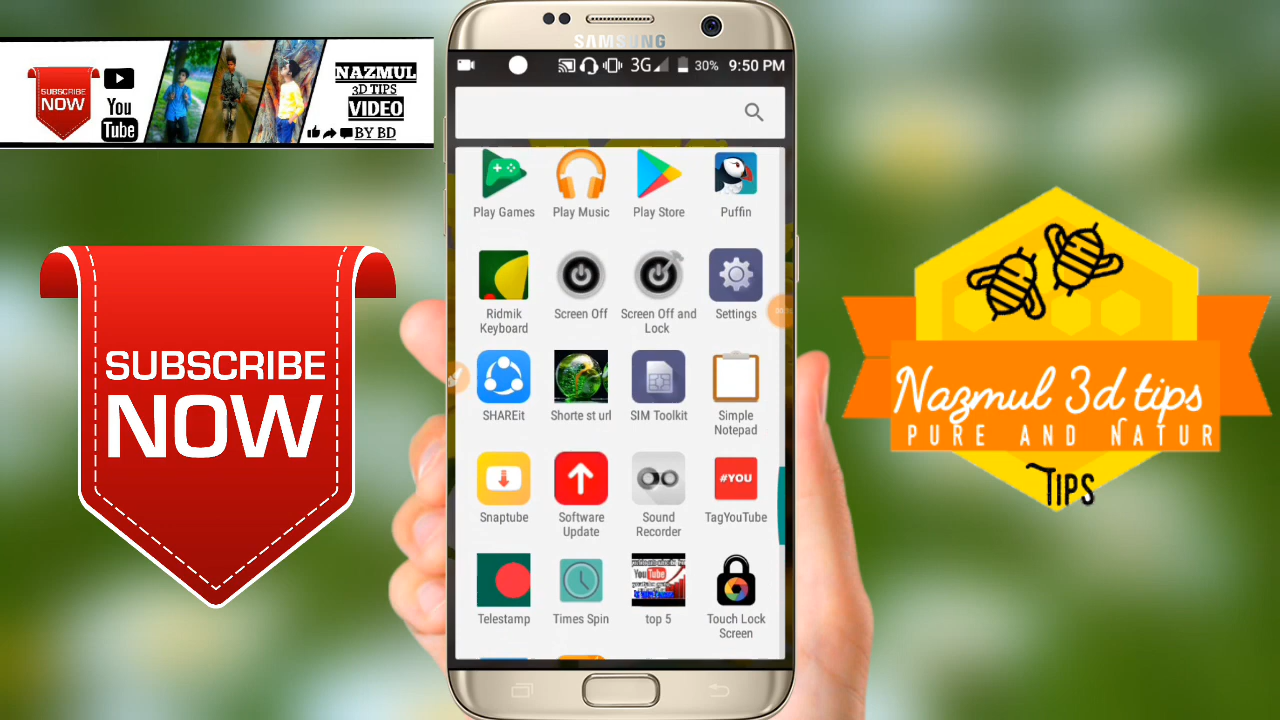 SUBSCRIBE
NOW
You
Tube
NAZMUL
3D TIPS
VIDEO
BY BD
SUBSCRIBE
NOW
SAMSUNG
3G 30% 9:50 PM
Play Games Play Music Play Store Puffin
Ridmik Keyboard Screen Off Screen Off and Lock Settings
SHAREit Shorte st url SIM Toolkit Simple Notepad
#YOU
Snaptube Software Update Sound Recorder TagYouTube
YouTube
Telestamp Times Spin top 5 Touch Lock Screen
Nazmul 3d tips
PURE AND NATUR
TIPS